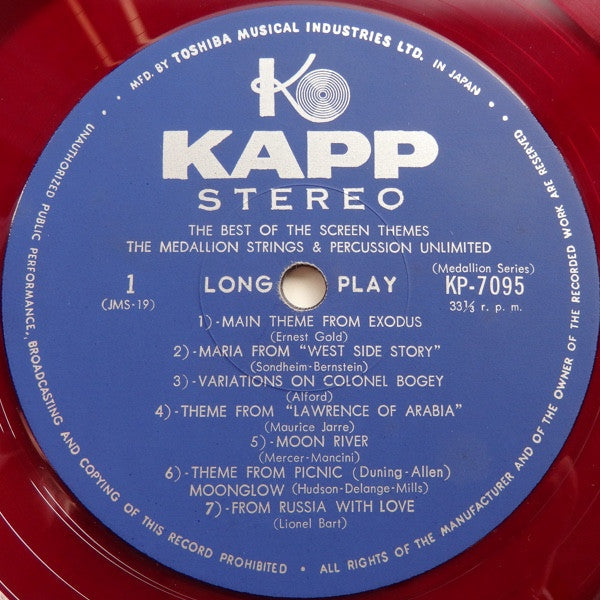 MFD. BY TOSHIBA MUSICAL INDUSTRIES LTD. IN JAPAN •
K
KAPP
STEREO
THE BEST OF THE SCREEN THEMES
THE MEDALLION STRINGS & PERCUSSION UNLIMITED
(Medallion Series)
1 LONG PLAY KP-7095
(JMS-19) 33⅓ r. p. m.
1)-MAIN THEME FROM EXODUS
(Ernest Gold)
2)-MARIA FROM "WEST SIDE STORY"
(Sondheim-Bernstein)
3)-VARIATIONS ON COLONEL BOGEY
(Alford)
4)-THEME FROM "LAWRENCE OF ARABIA"
(Maurice Jarre)
5)-MOON RIVER
(Mercer-Mancini)
6)-THEME FROM PICNIC (Duning-Allen)
MOONGLOW (Hudson-Delange-Mills)
7)-FROM RUSSIA WITH LOVE
(Lionel Bart)
UNAUTHORIZED PUBLIC PERFORMANCE, BROADCASTING AND COPYING OF THIS RECORD PROHIBITED • ALL RIGHTS OF THE MANUFACTURER AND OF THE OWNER OF THE RECORDED WORK ARE RESERVED •